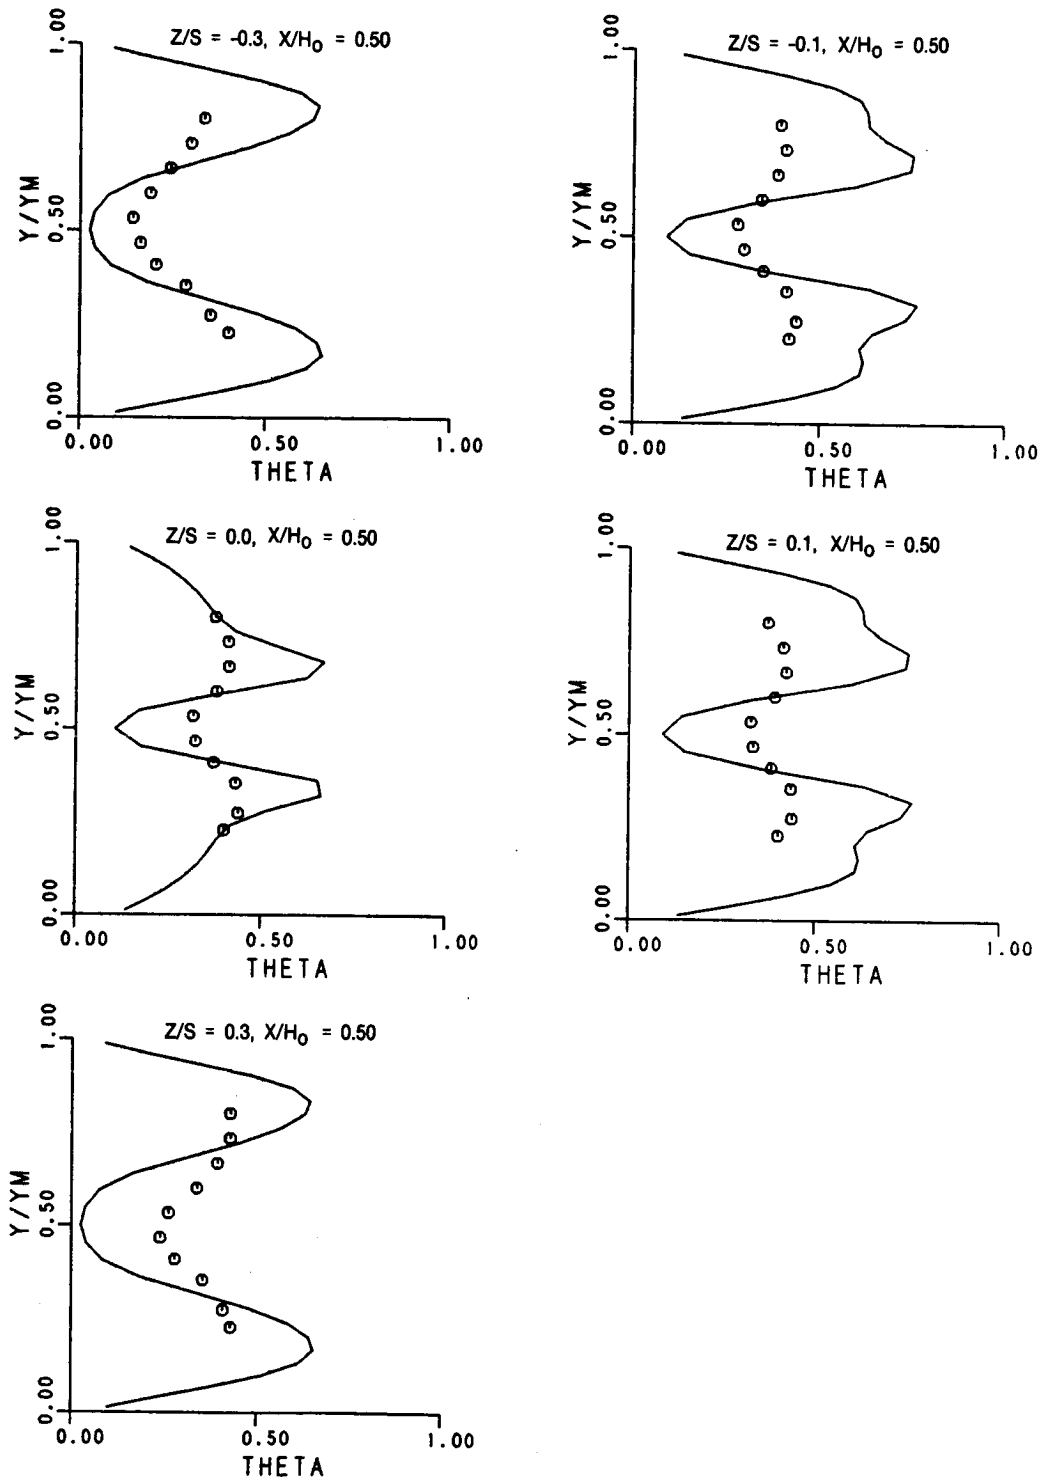 Z/S = -0.3, X/H₀ = 0.50
1.00
0.50
0.00
Y/YM
0.00 0.50 1.00
THETA
Z/S = -0.1, X/H₀ = 0.50
1.00
0.50
0.00
Y/YM
0.00 0.50 1.00
THETA
Z/S = 0.0, X/H₀ = 0.50
1.00
0.50
0.00
Y/YM
0.00 0.50 1.00
THETA
Z/S = 0.1, X/H₀ = 0.50
1.00
0.50
0.00
Y/YM
0.00 0.50 1.00
THETA
Z/S = 0.3, X/H₀ = 0.50
1.00
0.50
0.00
Y/YM
0.00 0.50 1.00
THETA